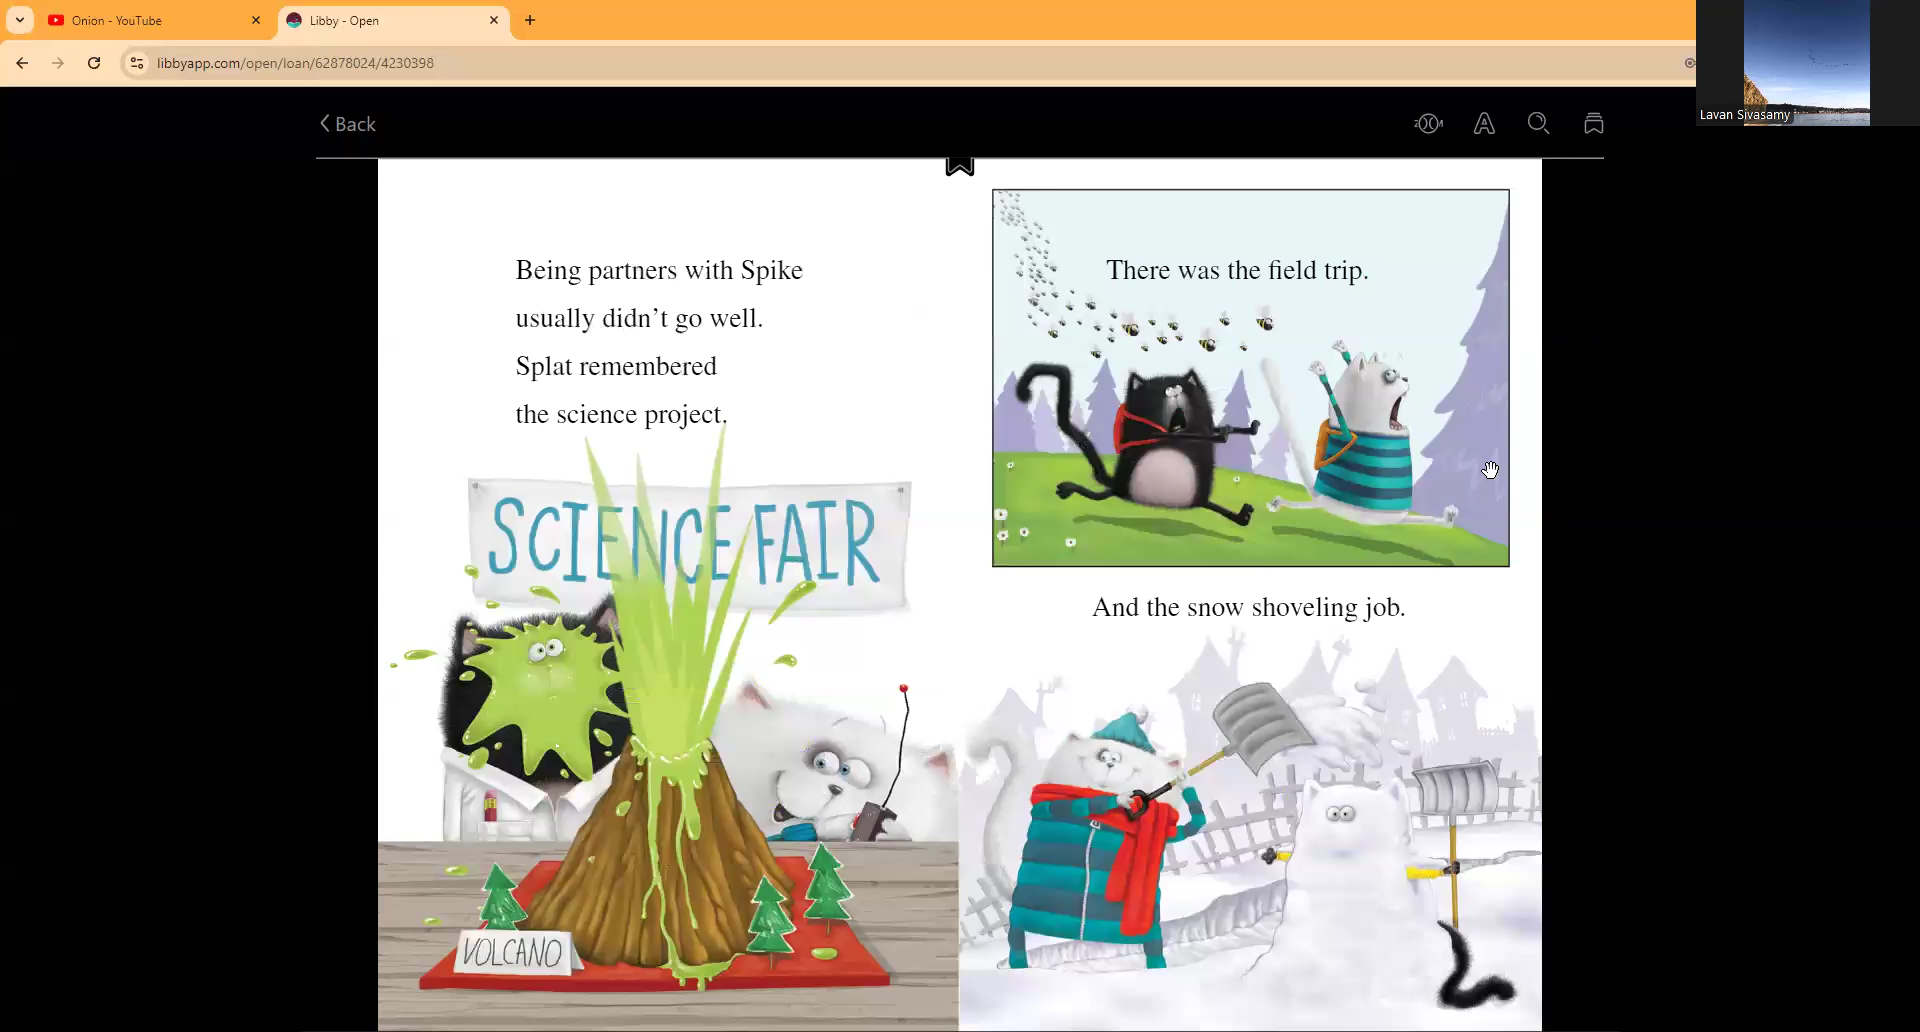 Onion - YouTube
Libby - Open
libbyapp.com/open/loan/62878024/4230398
Lavan Sivasamy
Back
Being partners with Spike
usually didn't go well.
Splat remembered
the science project.
SCIENCE FAIR
VOLCANO
There was the field trip.
And the snow shoveling job.